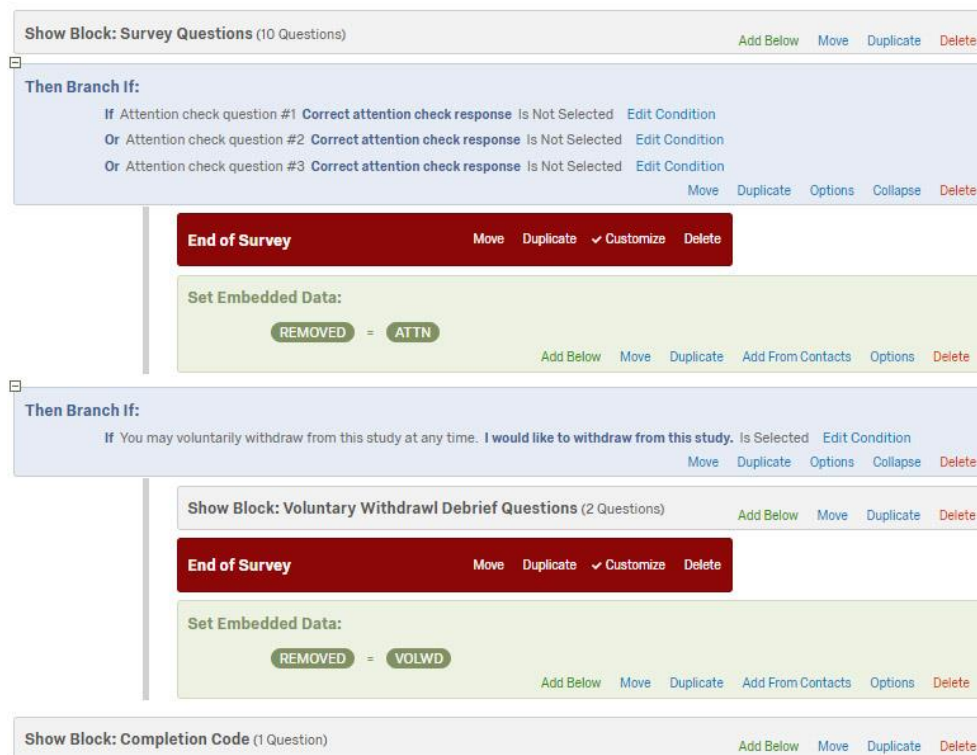 Show Block: Survey Questions (10 Questions) Add Below Move Duplicate Delete
Then Branch If:
If Attention check question #1 Correct attention check response Is Not Selected Edit Condition
Or Attention check question #2 Correct attention check response Is Not Selected Edit Condition
Or Attention check question #3 Correct attention check response Is Not Selected Edit Condition
Move Duplicate Options Collapse Delete
End of Survey Move Duplicate ✓ Customize Delete
Set Embedded Data:
REMOVED = ATTN
Add Below Move Duplicate Add From Contacts Options Delete
Then Branch If:
If You may voluntarily withdraw from this study at any time. I would like to withdraw from this study. Is Selected Edit Condition
Move Duplicate Options Collapse Delete
Show Block: Voluntary Withdrawl Debrief Questions (2 Questions) Add Below Move Duplicate Delete
End of Survey Move Duplicate ✓ Customize Delete
Set Embedded Data:
REMOVED = VOLWD
Add Below Move Duplicate Add From Contacts Options Delete
Show Block: Completion Code (1 Question) Add Below Move Duplicate Delete